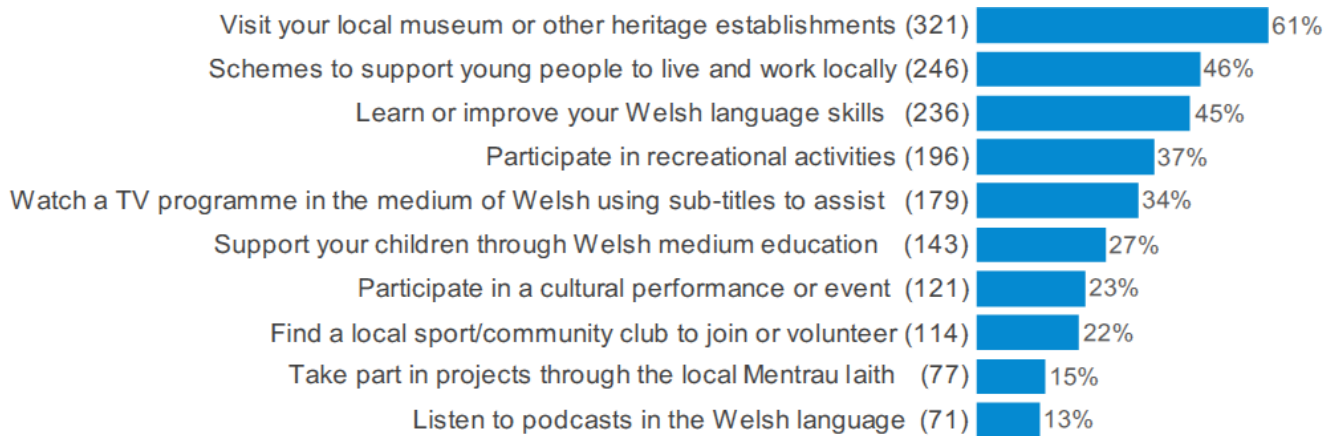 Visit your local museum or other heritage establishments (321) 61%
Schemes to support young people to live and work locally (246) 46%
Learn or improve your Welsh language skills (236) 45%
Participate in recreational activities (196) 37%
Watch a TV programme in the medium of Welsh using sub-titles to assist (179) 34%
Support your children through Welsh medium education (143) 27%
Participate in a cultural performance or event (121) 23%
Find a local sport/community club to join or volunteer (114) 22%
Take part in projects through the local Mentrau Iaith (77) 15%
Listen to podcasts in the Welsh language (71) 13%